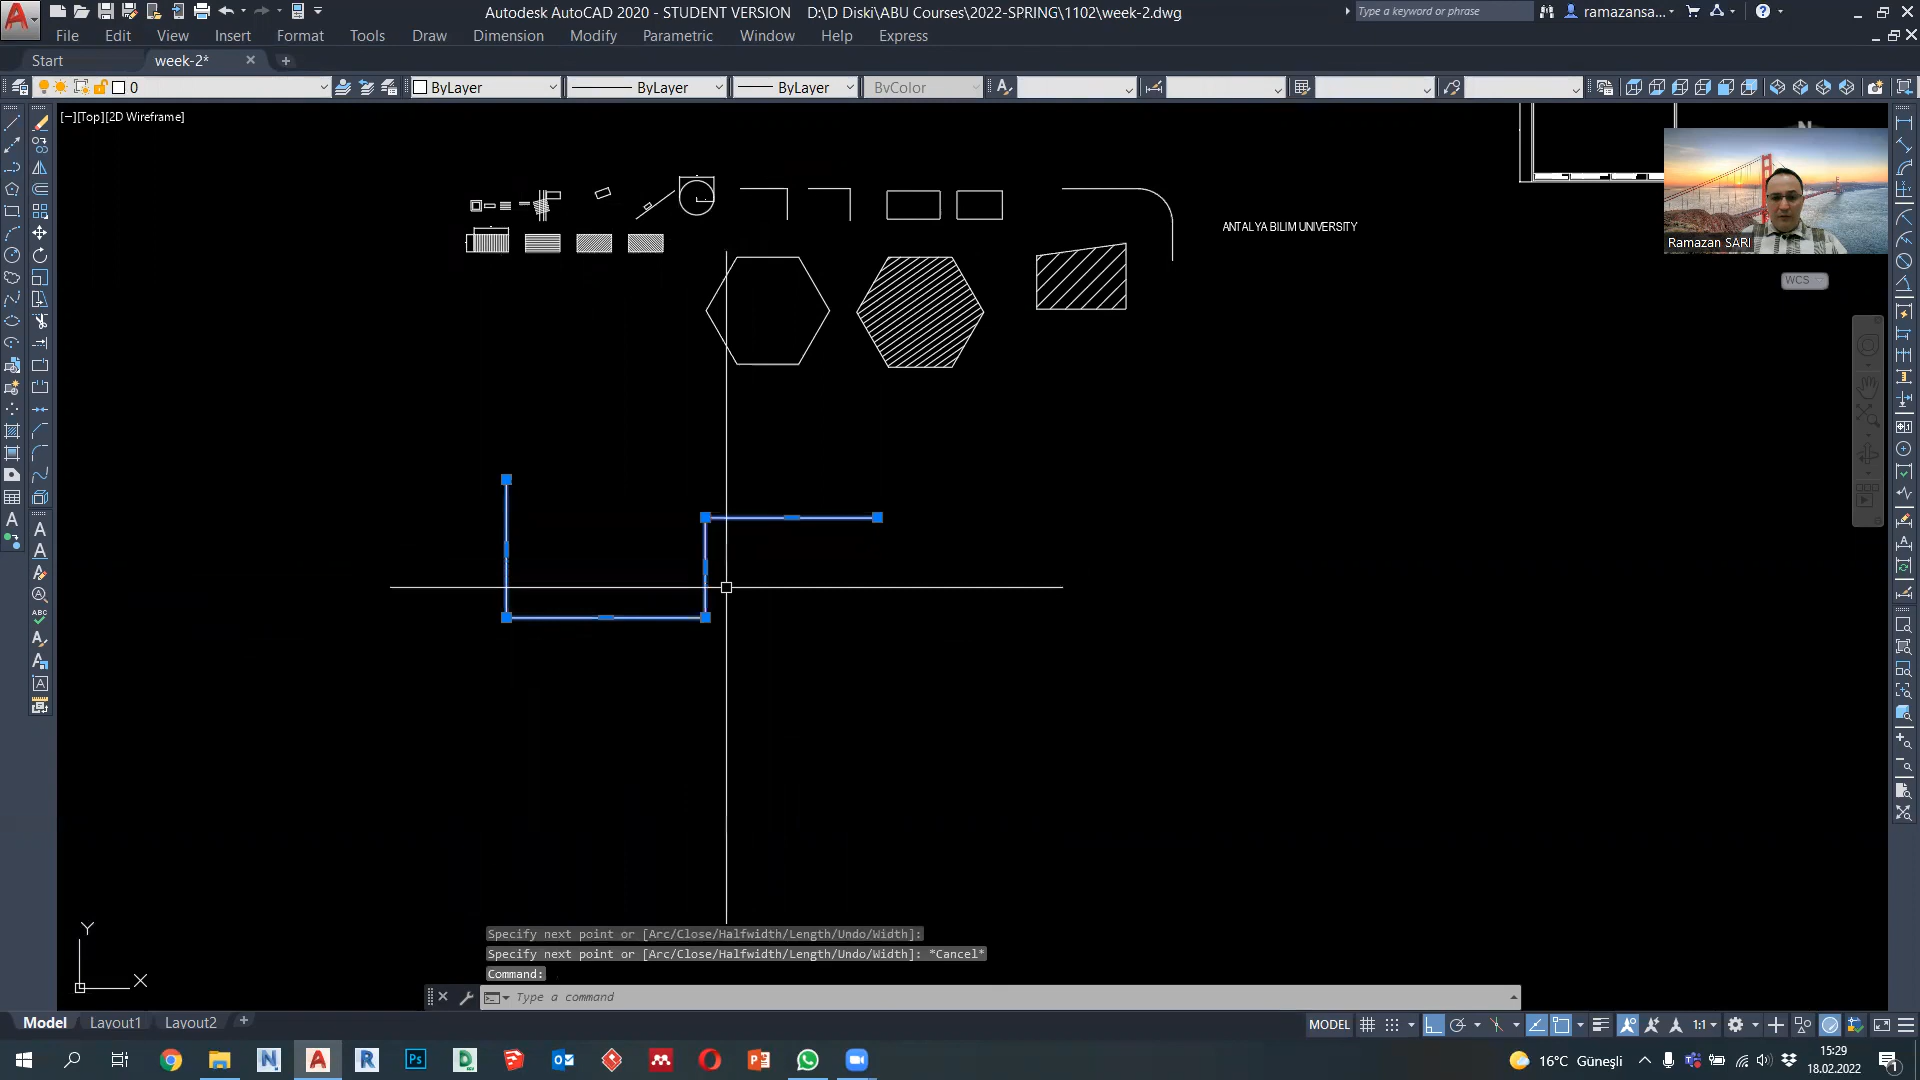 Autodesk AutoCAD 2020 - STUDENT VERSION D:\D Diski\ABU Courses\2022-SPRING\1102\week-2.dwg
Type a keyword or phrase
ramazansa...
File Edit View Insert Format Tools Draw Dimension Modify Parametric Window Help Express
Start week-2*
0 ByLayer ByLayer ByLayer ByColor
[−][Top][2D Wireframe]
N
ANTALYA BILIM UNIVERSITY
Ramazan SARI
WCS
ABC
Specify next point or [Arc/Close/Halfwidth/Length/Undo/Width]:
Specify next point or [Arc/Close/Halfwidth/Length/Undo/Width]: *Cancel*
Command:
Y
X
Type a command
Model Layout1 Layout2
MODEL 1:1
16°C Güneşli
15:29
18.02.2022